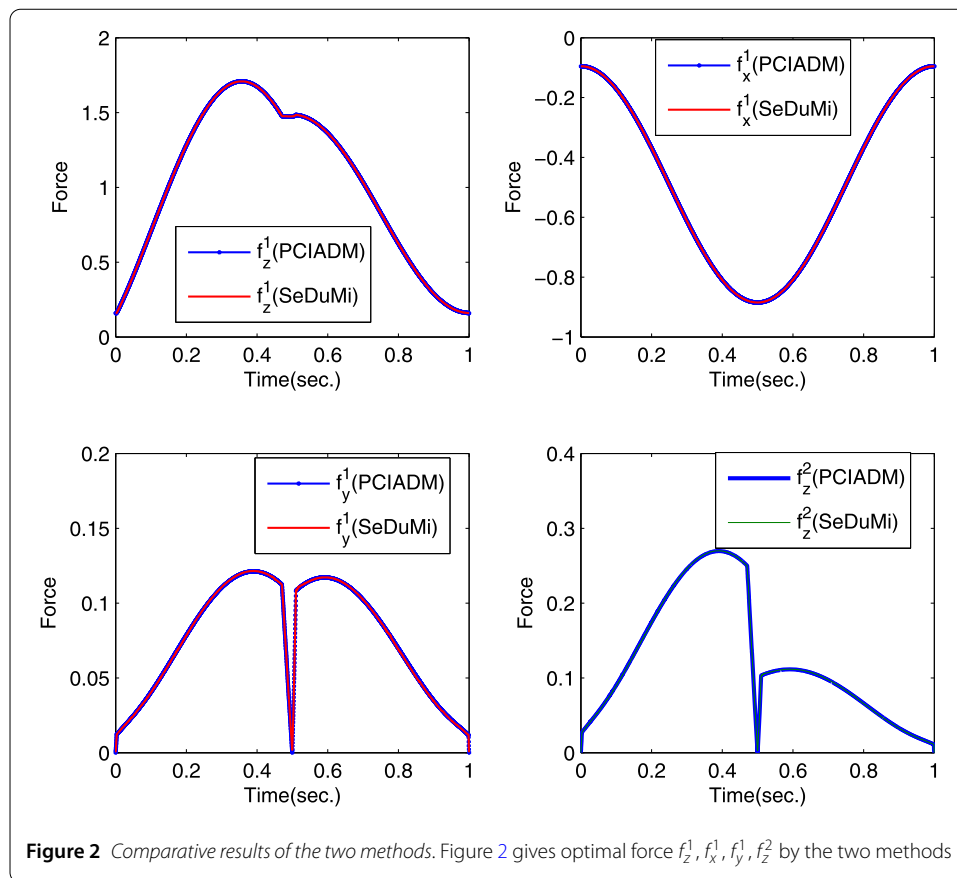 2
1.5
1
0.5
0
Force
f_z^1(PCIADM)
f_z^1(SeDuMi)
0 0.2 0.4 0.6 0.8 1
Time(sec.)
0
−0.2
−0.4
−0.6
−0.8
−1
Force
f_x^1(PCIADM)
f_x^1(SeDuMi)
0 0.2 0.4 0.6 0.8 1
Time(sec.)
0.2
0.15
0.1
0.05
0
Force
f_y^1(PCIADM)
f_y^1(SeDuMi)
0 0.2 0.4 0.6 0.8 1
Time(sec.)
0.4
0.3
0.2
0.1
0
Force
f_z^2(PCIADM)
f_z^2(SeDuMi)
0 0.2 0.4 0.6 0.8 1
Time(sec.)
Figure 2 Comparative results of the two methods. Figure 2 gives optimal force f_z^1, f_x^1, f_y^1, f_z^2 by the two methods